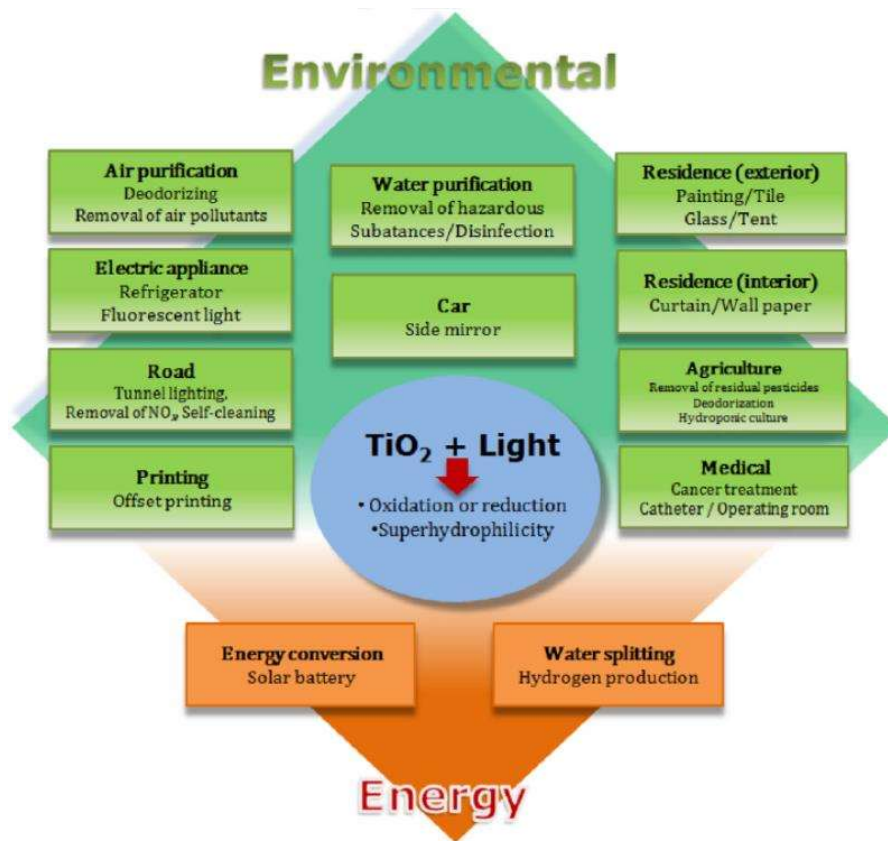 Environmental
Air purification
Deodorizing
Removal of air pollutants
Water purification
Removal of hazardous
Subatances/Disinfection
Residence (exterior)
Painting/Tile
Glass/Tent
Electric appliance
Refrigerator
Fluorescent light
Car
Side mirror
Residence (interior)
Curtain/Wall paper
Road
Tunnel lighting,
Removal of NOₓ, Self-cleaning
Agriculture
Removal of residual pesticides
Deodorization
Hydroponic culture
Printing
Offset printing
TiO₂ + Light
• Oxidation or reduction
•Superhydrophilicity
Medical
Cancer treatment
Catheter / Operating room
Energy conversion
Solar battery
Water splitting
Hydrogen production
Energy